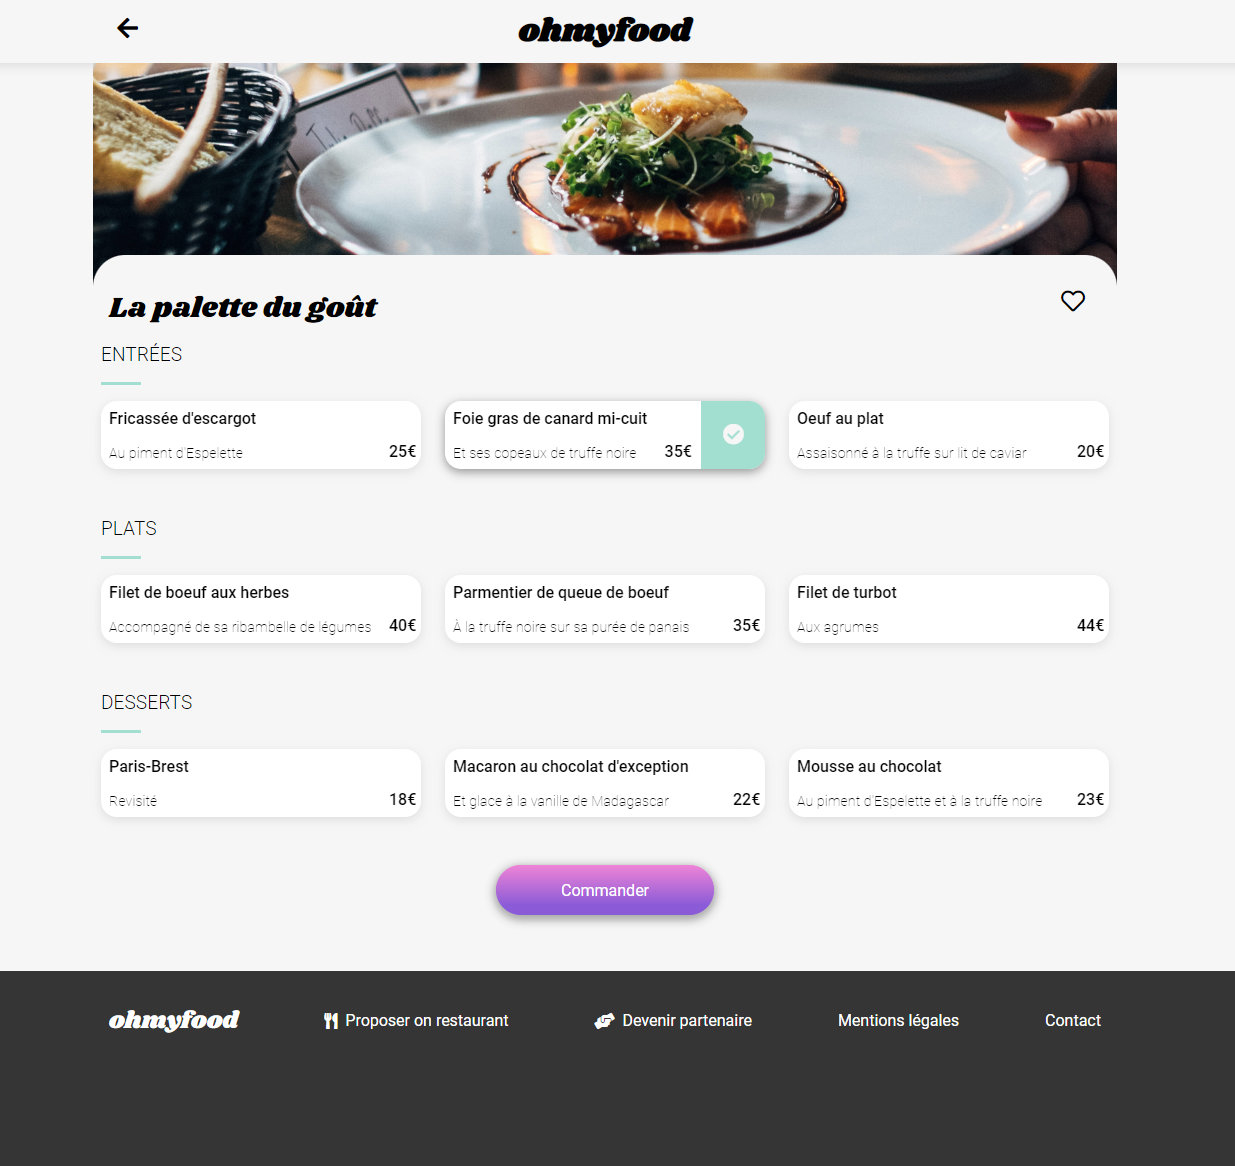 ohmyfood
La palette du goût
ENTRÉES
Fricassée d'escargot
Au piment d'Espelette 25€
Foie gras de canard mi-cuit
Et ses copeaux de truffe noire 35€
Oeuf au plat
Assaisonné à la truffe sur lit de caviar 20€
PLATS
Filet de boeuf aux herbes
Accompagné de sa ribambelle de légumes 40€
Parmentier de queue de boeuf
À la truffe noire sur sa purée de panais 35€
Filet de turbot
Aux agrumes 44€
DESSERTS
Paris-Brest
Revisité 18€
Macaron au chocolat d'exception
Et glace à la vanille de Madagascar 22€
Mousse au chocolat
Au piment d'Espelette et à la truffe noire 23€
Commander
ohmyfood Proposer on restaurant Devenir partenaire Mentions légales Contact